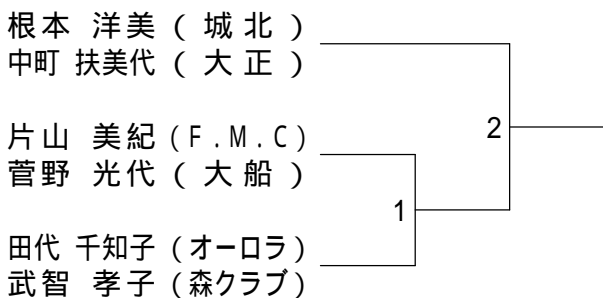 根本 洋美 ( 城 北 )
中町 扶美代 ( 大 正 )
片山 美紀 (F.M.C)
菅野 光代 ( 大 船 )
田代 千知子 (オーロラ)
武智 孝子 (森クラブ)
2
1